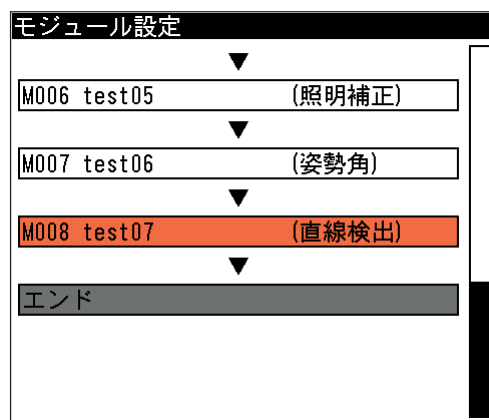 モジュール設定
▼
M006 test05 (照明補正)
▼
M007 test06 (姿勢角)
▼
M008 test07 (直線検出)
▼
エンド